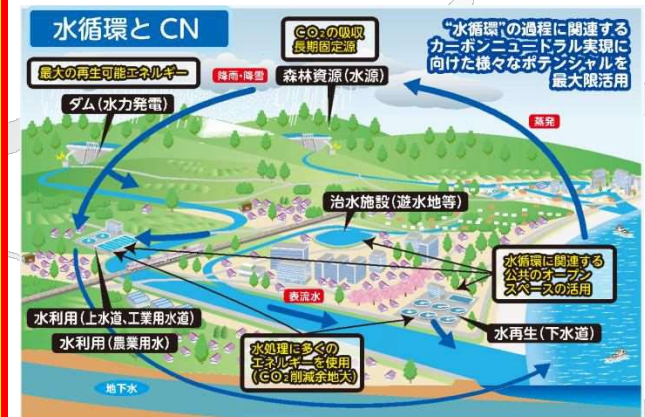 水循環とCN
“水循環”の過程に関連する
カーボンニュートラル実現に
向けた様々なポテンシャルを
最大限活用
CO2の吸収
長期固定源
最大の再生可能エネルギー
降雨・降雪
森林資源(水源)
ダム(水力発電)
蒸発
治水施設(遊水地等)
水循環に関連する
公共のオープン
スペースの活用
表流水
水利用(上水道、工業用水道)
水利用(農業用水)
水再生(下水道)
水処理に多くの
エネルギーを使用
(CO2削減余地大)
地下水